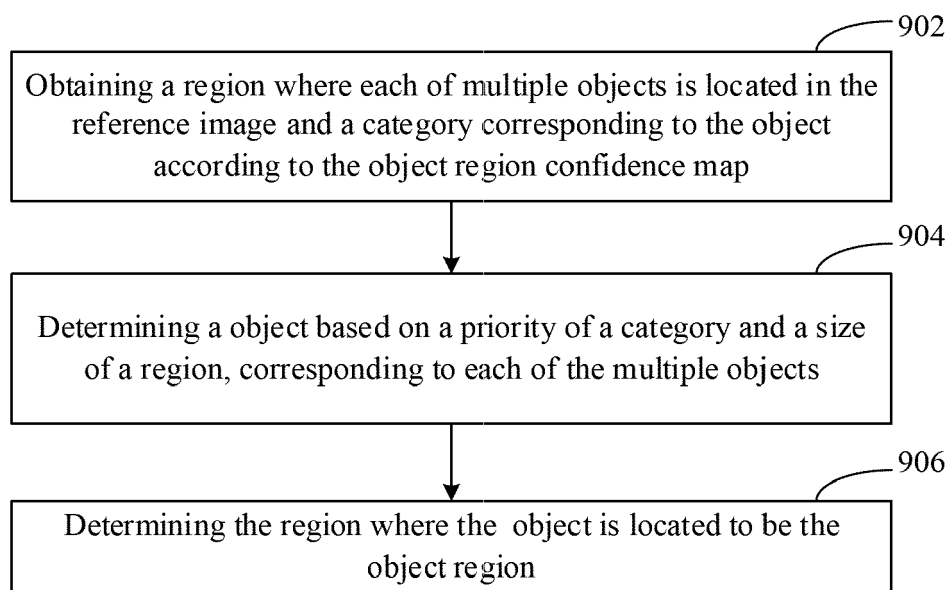 902
Obtaining a region where each of multiple objects is located in the
reference image and a category corresponding to the object
according to the object region confidence map
904
Determining a object based on a priority of a category and a size
of a region, corresponding to each of the multiple objects
906
Determining the region where the object is located to be the
object region